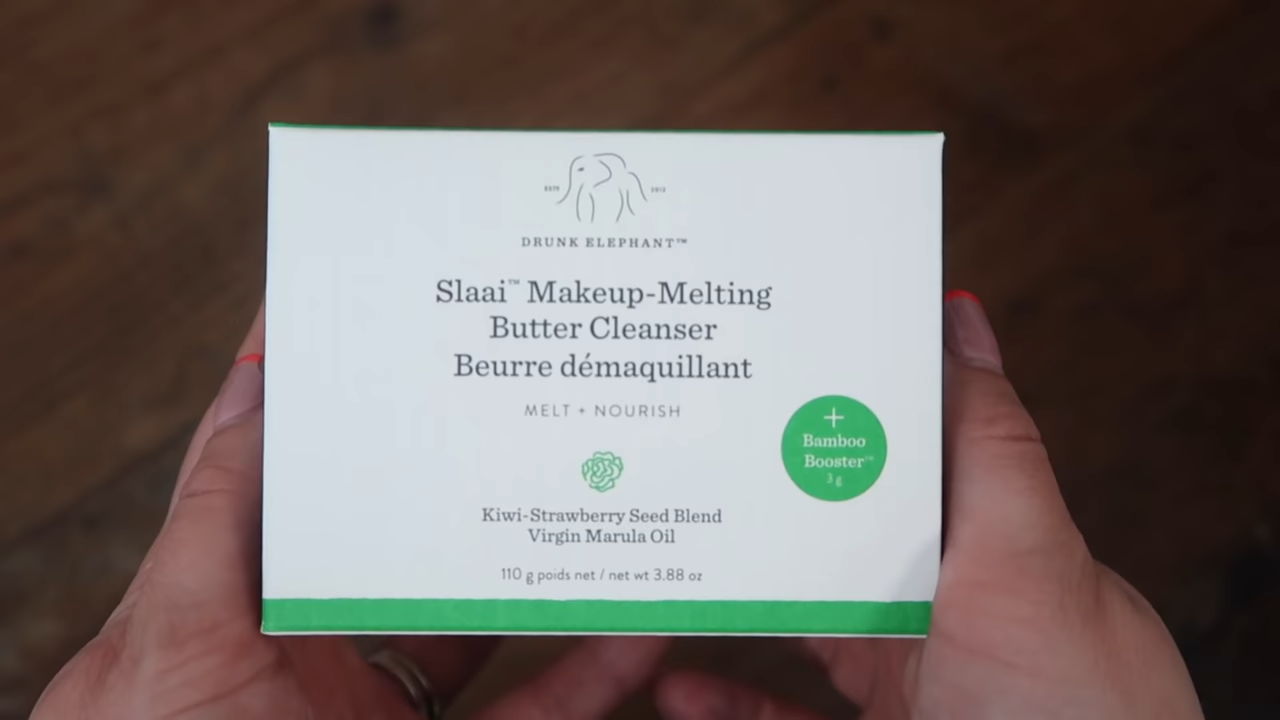 ESTD 2012
DRUNK ELEPHANT™
Slaai™ Makeup-Melting
Butter Cleanser
Beurre démaquillant
MELT + NOURISH
+
Bamboo
Booster™
3 g
Kiwi-Strawberry Seed Blend
Virgin Marula Oil
110 g poids net / net wt 3.88 oz